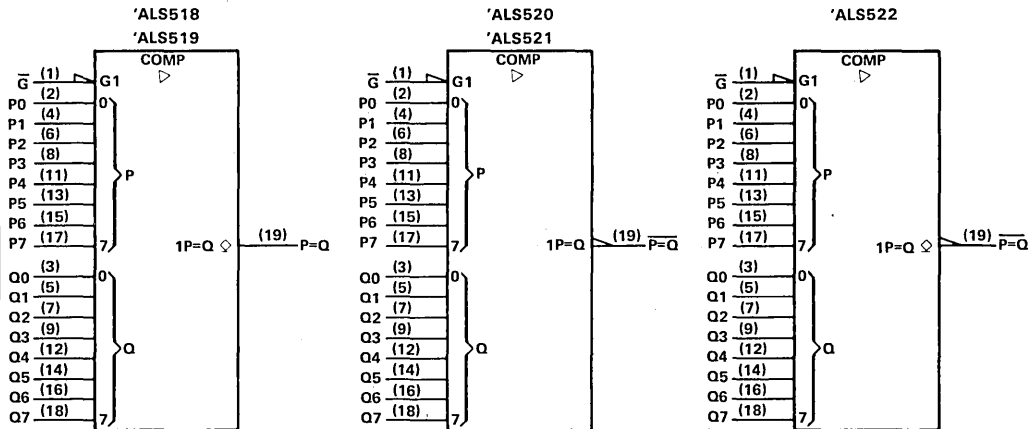 'ALS518
'ALS519
COMP
▷
G̅ (1) G1
P0 (2) 0
P1 (4)
P2 (6)
P3 (8)
P4 (11) P
P5 (13)
P6 (15)
P7 (17) 7
1P=Q ◇ (19) P=Q
Q0 (3) 0
Q1 (5)
Q2 (7)
Q3 (9)
Q4 (12) Q
Q5 (14)
Q6 (16)
Q7 (18) 7
'ALS520
'ALS521
COMP
▷
G̅ (1) G1
P0 (2) 0
P1 (4)
P2 (6)
P3 (8)
P4 (11) P
P5 (13)
P6 (15)
P7 (17) 7
1P=Q (19) P̅=̅Q̅
Q0 (3) 0
Q1 (5)
Q2 (7)
Q3 (9)
Q4 (12) Q
Q5 (14)
Q6 (16)
Q7 (18) 7
'ALS522
COMP
▷
G̅ (1) G1
P0 (2) 0
P1 (4)
P2 (6)
P3 (8)
P4 (11) P
P5 (13)
P6 (15)
P7 (17) 7
1P=Q ◇ (19) P̅=̅Q̅
Q0 (3) 0
Q1 (5)
Q2 (7)
Q3 (9)
Q4 (12) Q
Q5 (14)
Q6 (16)
Q7 (18) 7